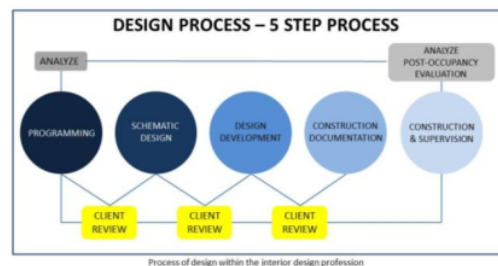 DESIGN PROCESS – 5 STEP PROCESS
ANALYZE
ANALYZE
POST-OCCUPANCY
EVALUATION
PROGRAMMING
SCHEMATIC
DESIGN
DESIGN
DEVELOPMENT
CONSTRUCTION
DOCUMENTATION
CONSTRUCTION
& SUPERVISION
CLIENT
REVIEW
CLIENT
REVIEW
CLIENT
REVIEW
Process of design within the interior design profession